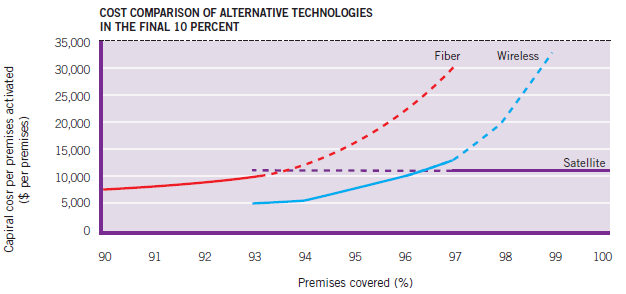 COST COMPARISON OF ALTERNATIVE TECHNOLOGIES
IN THE FINAL 10 PERCENT
Capiral cost per premises activated
($ per premises)
35,000
30,000
25,000
20,000
15,000
10,000
5,000
0
Fiber
Wireless
Satellite
90 91 92 93 94 95 96 97 98 99 100
Premises covered (%)